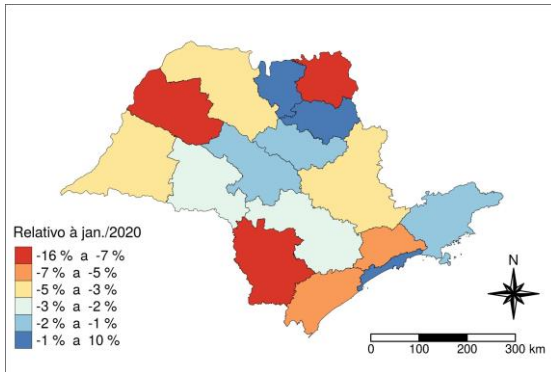 Relativo à jan./2020
-16 % a -7 %
-7 % a -5 %
-5 % a -3 %
-3 % a -2 %
-2 % a -1 %
-1 % a 10 %
N
0 100 200 300 km